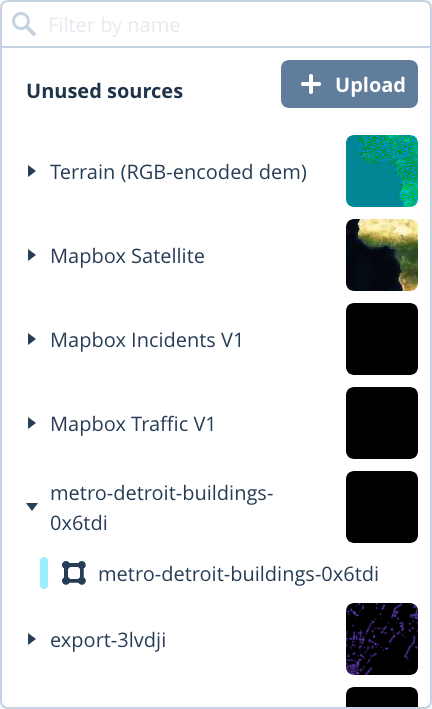 Filter by name
Unused sources
Upload
Terrain (RGB-encoded dem)
Mapbox Satellite
Mapbox Incidents V1
Mapbox Traffic V1
metro-detroit-buildings-
0x6tdi
metro-detroit-buildings-0x6tdi
export-3lvdji